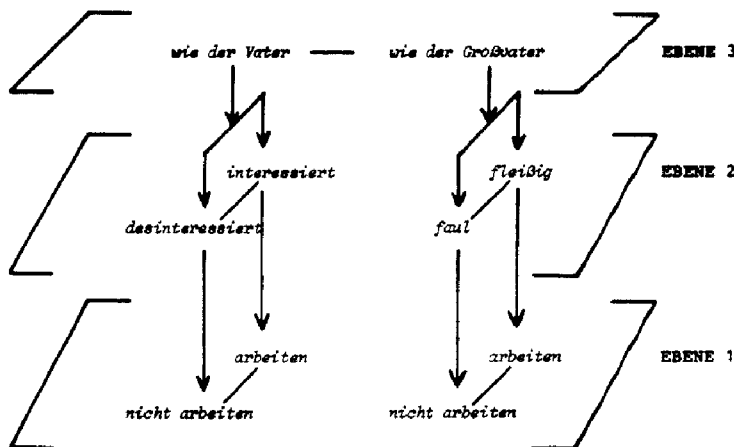 wie der Vater — wie der Großvater EBENE 3
interessiert fleißig EBENE 2
desinteressiert faul
arbeiten arbeiten EBENE 1
nicht arbeiten nicht arbeiten